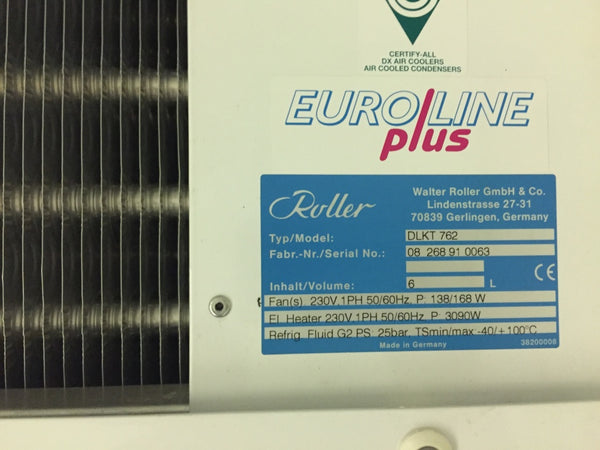 CERTIFY-ALL
DX AIR COOLERS
AIR COOLED CONDENSERS
EUROLINE
plus
Roller
Walter Roller GmbH & Co.
Lindenstrasse 27-31
70839 Gerlingen, Germany
Typ/Model: DLKT 762
Fabr.-Nr./Serial No.: 08 268 91 0063
Inhalt/Volume: 6 L
CE
Fan(s) 230V,1PH 50/60Hz, P: 138/168 W
El. Heater 230V,1PH 50/60Hz, P: 3090W
Refrig. Fluid G2,PS: 25bar, TSmin/max -40/+100°C
Made in Germany 38200008